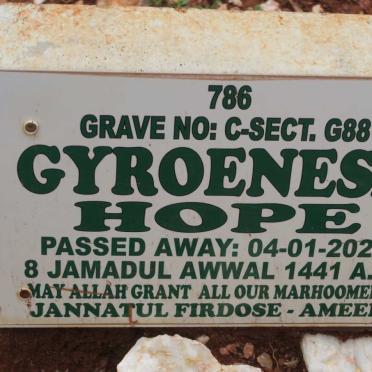 786
GRAVE NO: C-SECT. G88
GYROENES
HOPE
PASSED AWAY: 04-01-202
8 JAMADUL AWWAL 1441 A.
MAY ALLAH GRANT ALL OUR MARHOOME
JANNATUL FIRDOSE - AMEE